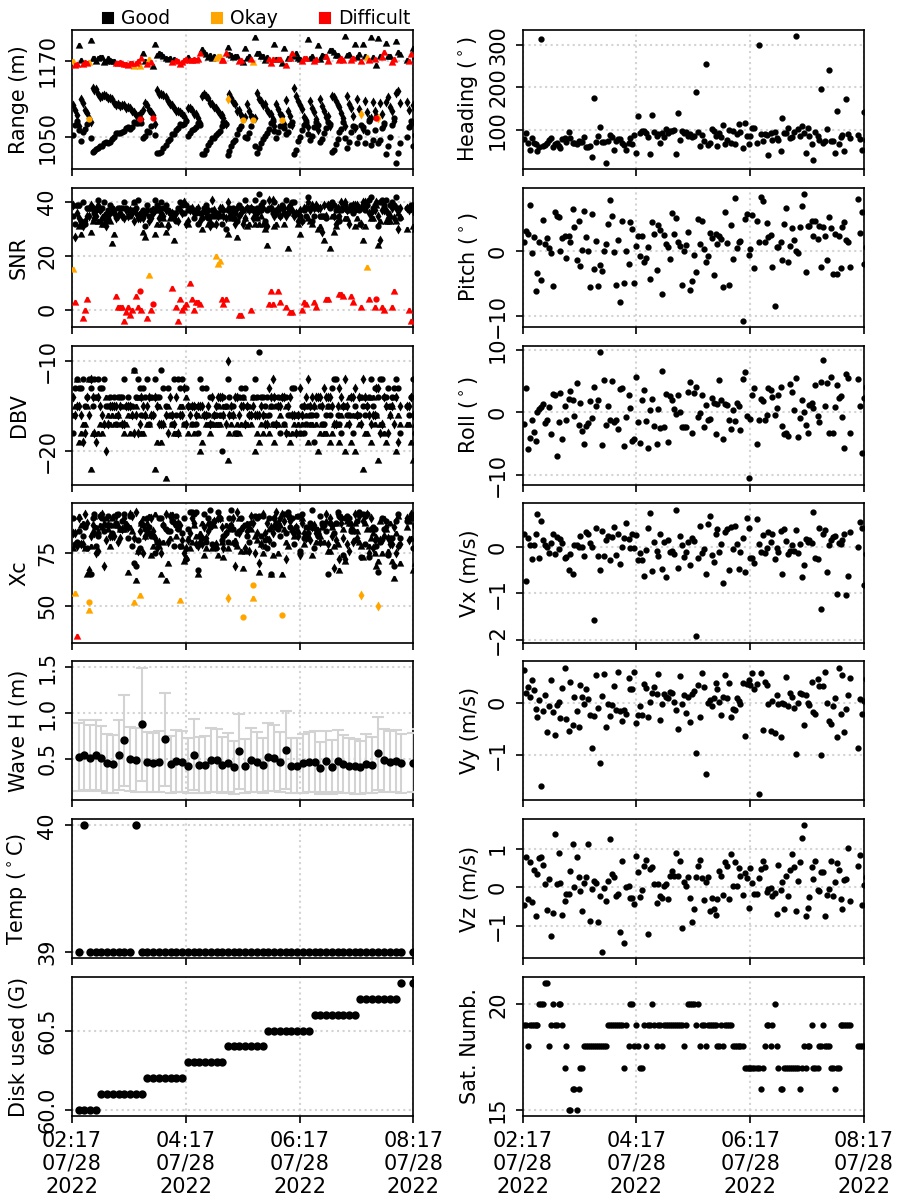 Good Okay Difficult
Range (m)
1170
1050
Heading (°)
300
200
100
SNR
40
20
0
Pitch (°)
0
−10
DBV
−10
−20
Roll (°)
10
0
−10
Xc
75
50
Vx (m/s)
0
−1
−2
Wave H (m)
1.5
1.0
0.5
Vy (m/s)
0
−1
Temp (°C)
40
39
Vz (m/s)
1
0
−1
Disk used (G)
60.5
60.0
Sat. Numb.
20
15
02:17 04:17 06:17 08:17
07/28 07/28 07/28 07/28
2022 2022 2022 2022
02:17 04:17 06:17 08:17
07/28 07/28 07/28 07/28
2022 2022 2022 2022